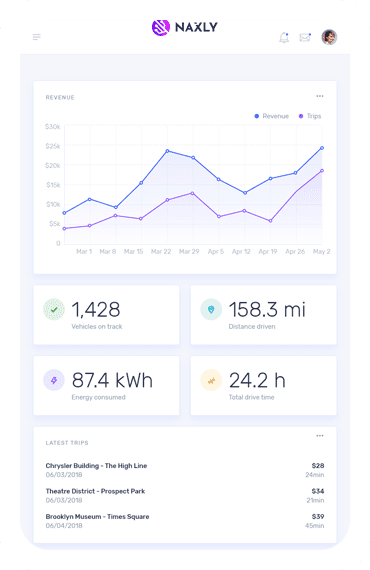 NAXLY
REVENUE
Revenue Trips
$30k
$25k
$20k
$15k
$10k
$5k
0
Mar 1 Mar 8 Mar 15 Mar 22 Mar 29 Apr 5 Apr 12 Apr 19 Apr 26 May 2
1,428
Vehicles on track
158.3 mi
Distance driven
87.4 kWh
Energy consumed
24.2 h
Total drive time
LATEST TRIPS
Chrysler Building - The High Line $28
06/03/2018 24min
Theatre District - Prospect Park $34
06/03/2018 21min
Brooklyn Museum - Times Square $39
06/04/2018 45min